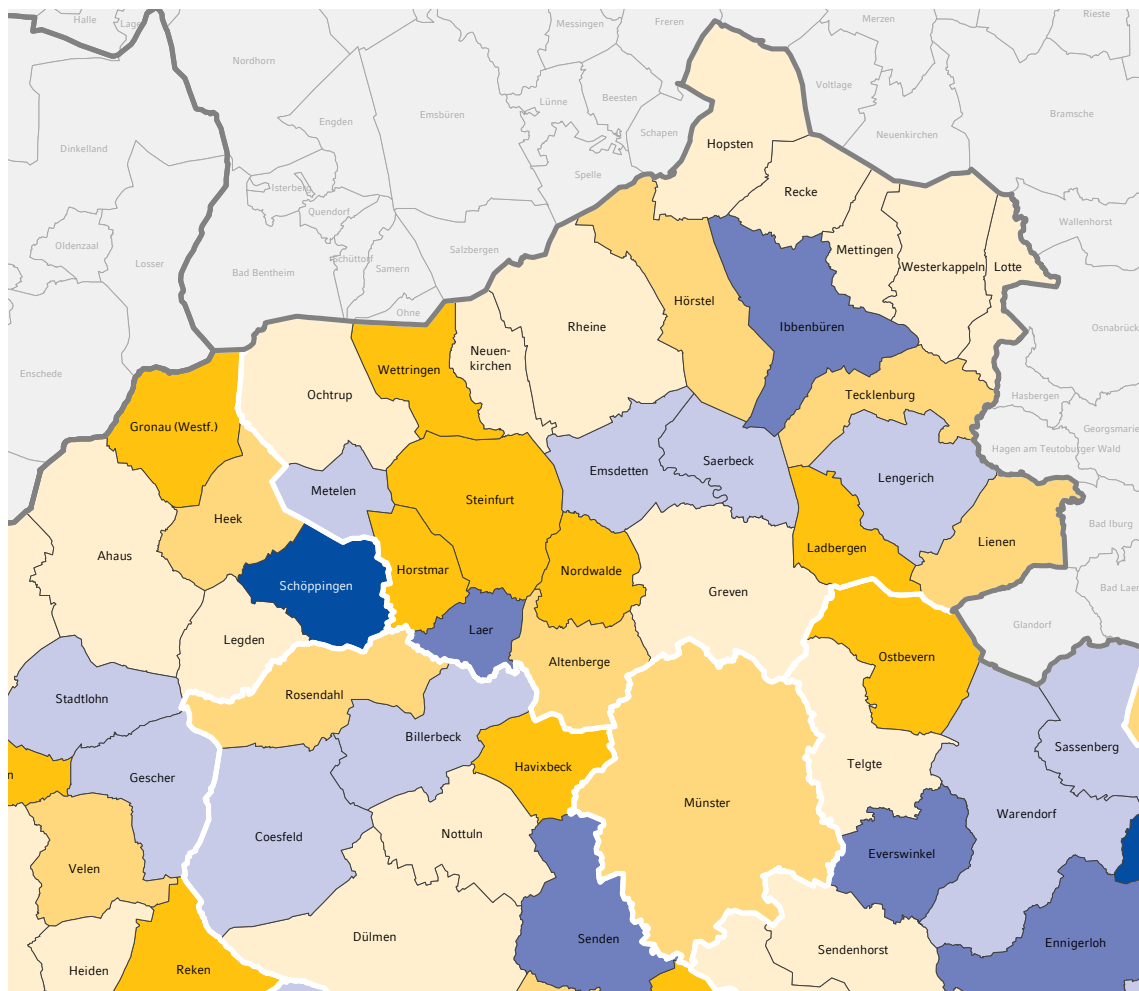 Halle
Lage
Messingen
Freren
Merzen
Rieste
Nordhorn
Lünne
Beesten
Voltlage
Emsbüren
Bramsche
Engden
Schapen
Neuenkirchen
Dinkelland
Hopsten
Spelle
Isterberg
Recke
Quendorf
Wallenhorst
Oldenzaal
Losser
Salzbergen
Mettingen
Schüttorf
Samern
Bad Bentheim
Westerkappeln
Lotte
Hörstel
Ohne
Rheine
Ibbenbüren
Osnabrück
Neuen-
kirchen
Wettringen
Enschede
Ochtrup
Tecklenburg
Hasbergen
Gronau (Westf.)
Georgsmarie
Hagen am Teutoburger Wald
Saerbeck
Emsdetten
Lengerich
Metelen
Steinfurt
Heek
Bad Iburg
Lienen
Ladbergen
Ahaus
Horstmar
Nordwalde
Schöppingen
Bad Laer
Greven
Glandorf
Laer
Legden
Ostbevern
Altenberge
Rosendahl
Stadtlohn
Billerbeck
Sassenberg
Telgte
Havixbeck
n
Gescher
Münster
Warendorf
Nottuln
Coesfeld
Everswinkel
Velen
Dülmen
Senden
Ennigerloh
Sendenhorst
Heiden
Reken